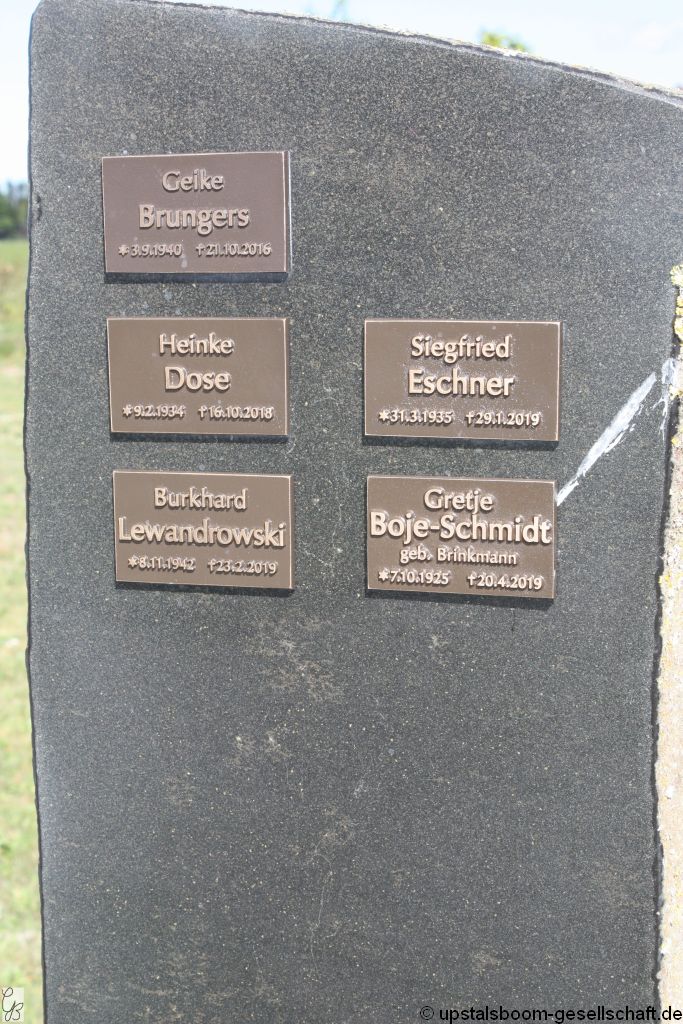 Geike
Brungers
*3.9.1940 †21.10.2016
Heinke
Dose
*9.2.1934 †16.10.2018
Siegfried
Eschner
*31.3.1935 †29.1.2019
Burkhard
Lewandrowski
*8.11.1942 †23.2.2019
Gretje
Boje-Schmidt
geb. Brinkmann
*7.10.1925 †20.4.2019
© upstalsboom-gesellschaft.de